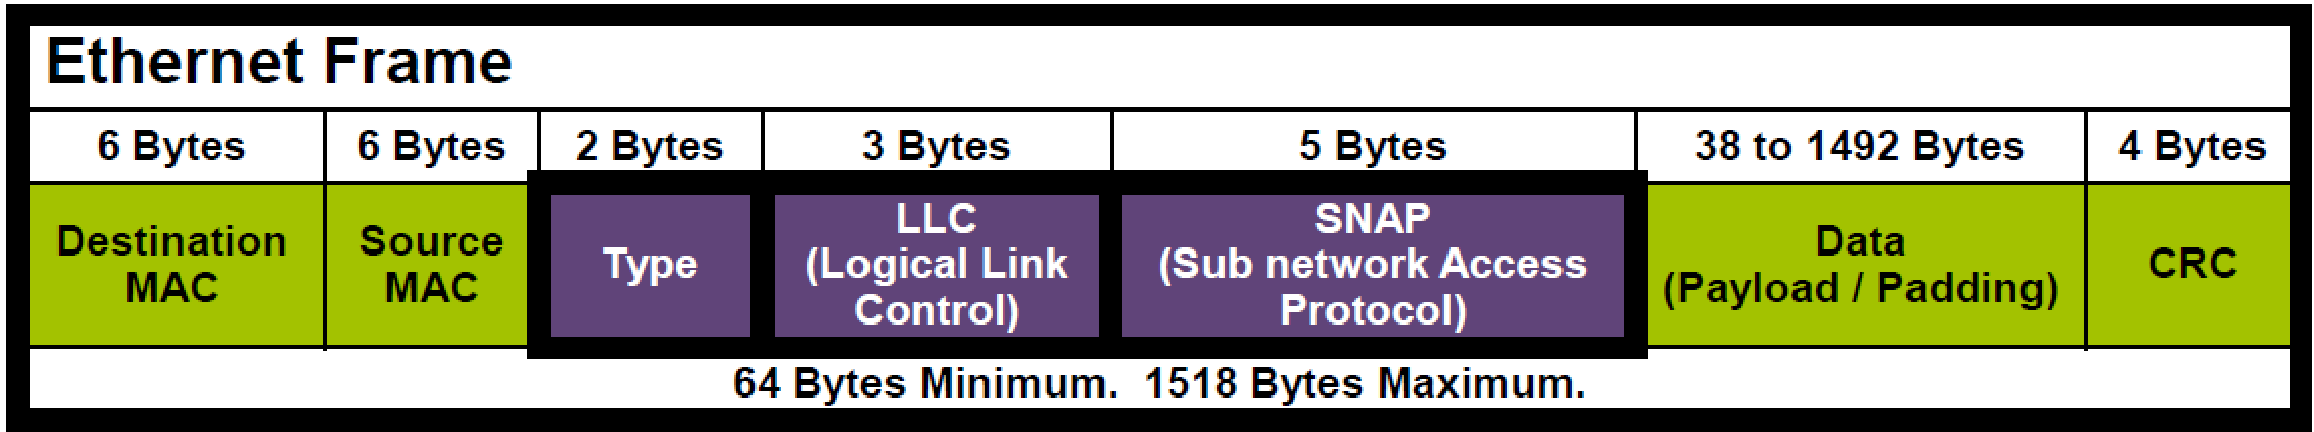 Ethernet Frame
6 Bytes
6 Bytes
2 Bytes
3 Bytes
5 Bytes
38 to 1492 Bytes
4 Bytes
Destination
MAC
Source
MAC
Type
LLC
(Logical Link
Control)
SNAP
(Sub network Access
Protocol)
Data
(Payload / Padding)
CRC
64 Bytes Minimum.  1518 Bytes Maximum.